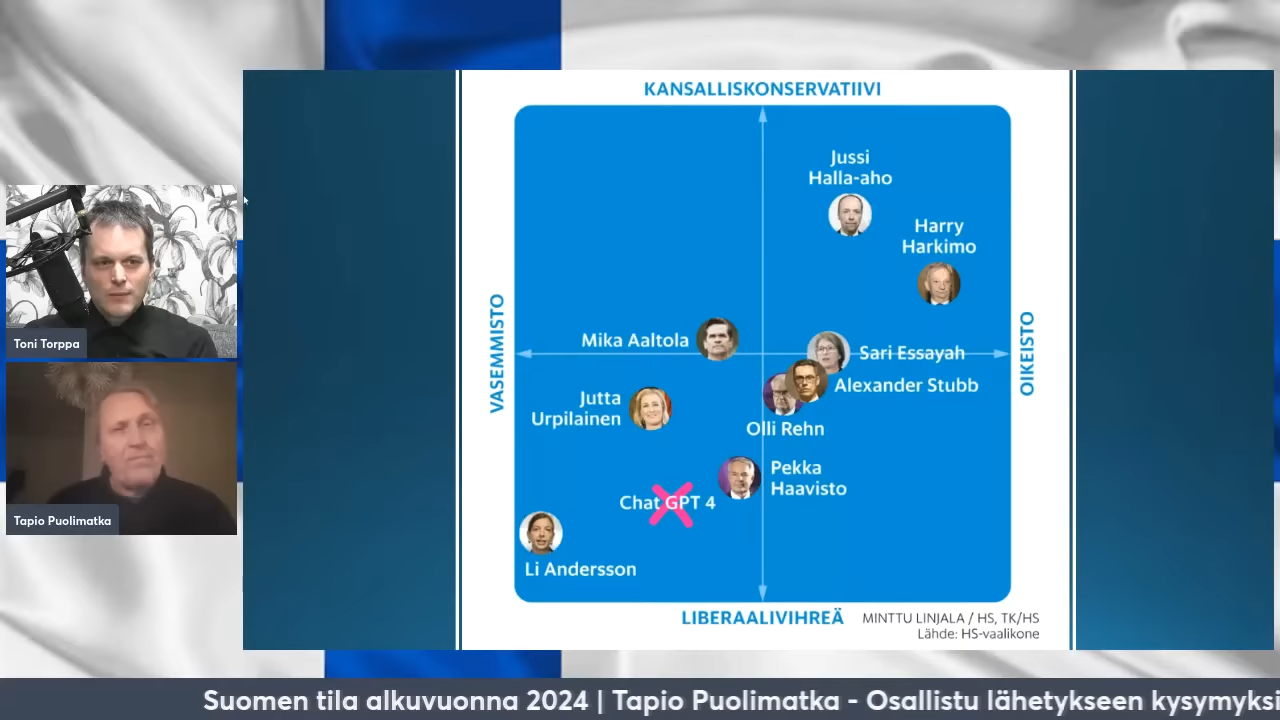 KANSALLISKONSERVATIIVI
Jussi
Halla-aho
Harry
Harkimo
VASEMMISTO
OIKEISTO
Mika Aaltola
Sari Essayah
Alexander Stubb
Jutta
Urpilainen
Olli Rehn
Pekka
Haavisto
Chat GPT 4
Li Andersson
LIBERAALIVIHREÄ
MINTTU LINJALA / HS, TK/HS
Lähde: HS-vaalikone
Toni Torppa
Tapio Puolimatka
Suomen tila alkuvuonna 2024 | Tapio Puolimatka - Osallistu lähetykseen kysymyksi